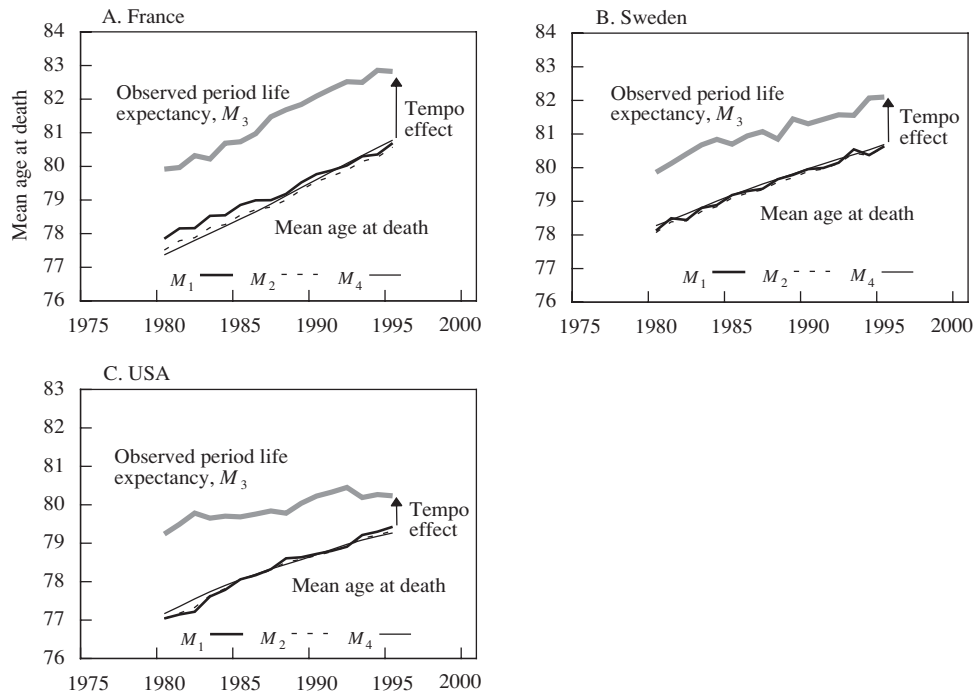 A. France
Mean age at death
84
83
82
81
80
79
78
77
76
Observed period life
expectancy, M3
Tempo
effect
Mean age at death
M1 M2 M4
1975 1980 1985 1990 1995 2000
B. Sweden
84
83
82
81
80
79
78
77
76
Observed period life
expectancy, M3
Tempo
effect
Mean age at death
M1 M2 M4
1975 1980 1985 1990 1995 2000
C. USA
83
82
81
80
79
78
77
76
Observed period life
expectancy, M3
Tempo
effect
Mean age at death
M1 M2 M4
1975 1980 1985 1990 1995 2000